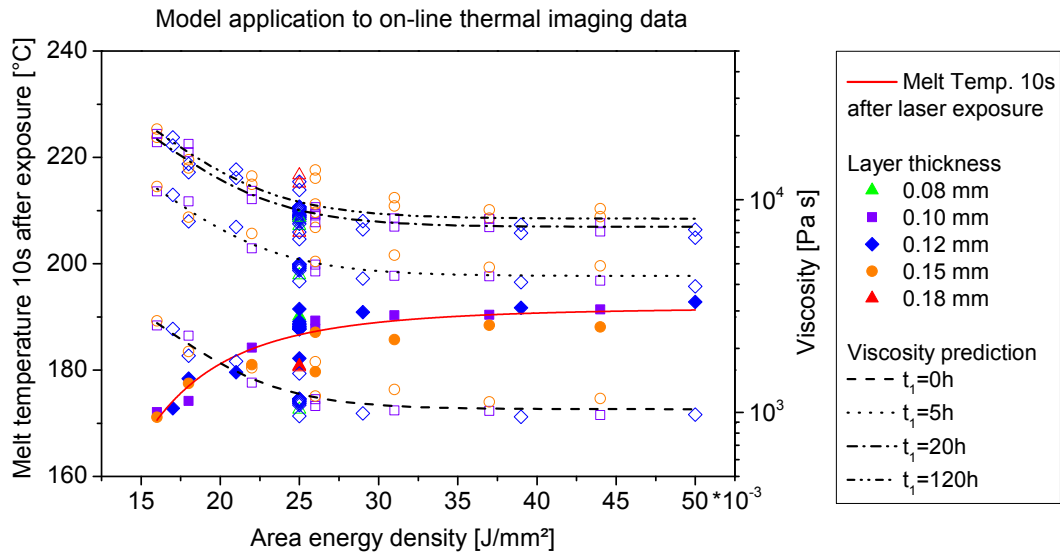 Model application to on-line thermal imaging data
Melt temperature 10s after exposure [°C]
240
220
200
180
160
15
20
25
30
35
40
45
50 *10⁻³
Area energy density [J/mm²]
10⁴
10³
Viscosity [Pa s]
Melt Temp. 10s
after laser exposure
Layer thickness
0.08 mm
0.10 mm
0.12 mm
0.15 mm
0.18 mm
Viscosity prediction
t₁=0h
t₁=5h
t₁=20h
t₁=120h